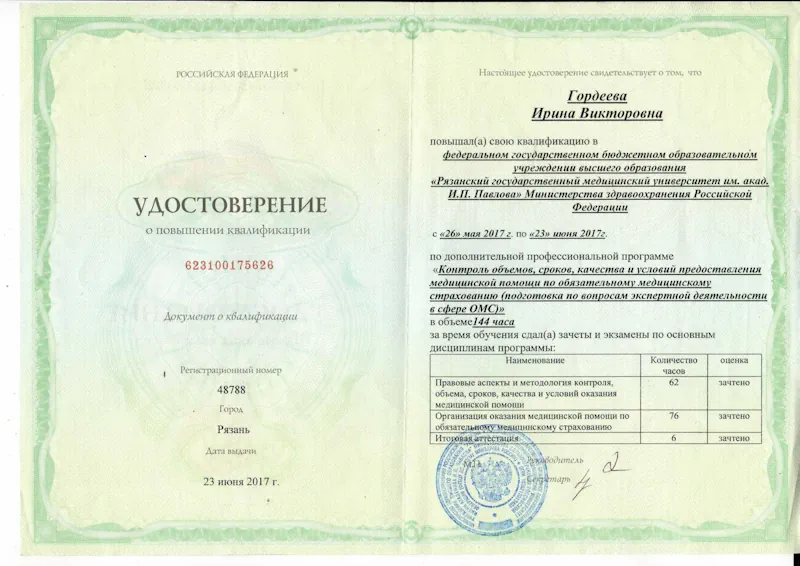 РОССИЙСКАЯ ФЕДЕРАЦИЯ
УДОСТОВЕРЕНИЕ
о повышении квалификации
623100175626
Документ о квалификации
Регистрационный номер
48788
Город
Рязань
Дата выдачи
23 июня 2017 г.
Настоящее удостоверение свидетельствует о том, что
Гордеева
Ирина Викторовна
повышал(а) свою квалификацию в
федеральном государственном бюджетном образовательном
учреждении высшего образования
«Рязанский государственный медицинский университет им. акад.
И.П. Павлова» Министерства здравоохранения Российской
Федерации
с «26» мая 2017 г. по «23» июня 2017г.
по дополнительной профессиональной программе
«Контроль объемов, сроков, качества и условий предоставления
медицинской помощи по обязательному медицинскому
страхованию (подготовка по вопросам экспертной деятельности
в сфере ОМС)»
в объеме144 часа
за время обучения сдал(а) зачеты и экзамены по основным
дисциплинам программы:
Наименование Количество часов оценка
Правовые аспекты и методология контроля,
объема, сроков, качества и условий оказания
медицинской помощи 62 зачтено
Организация оказания медицинской помощи по
обязательному медицинскому страхованию 76 зачтено
Итоговая аттестация 6 зачтено
М.П.
Руководитель
Секретарь